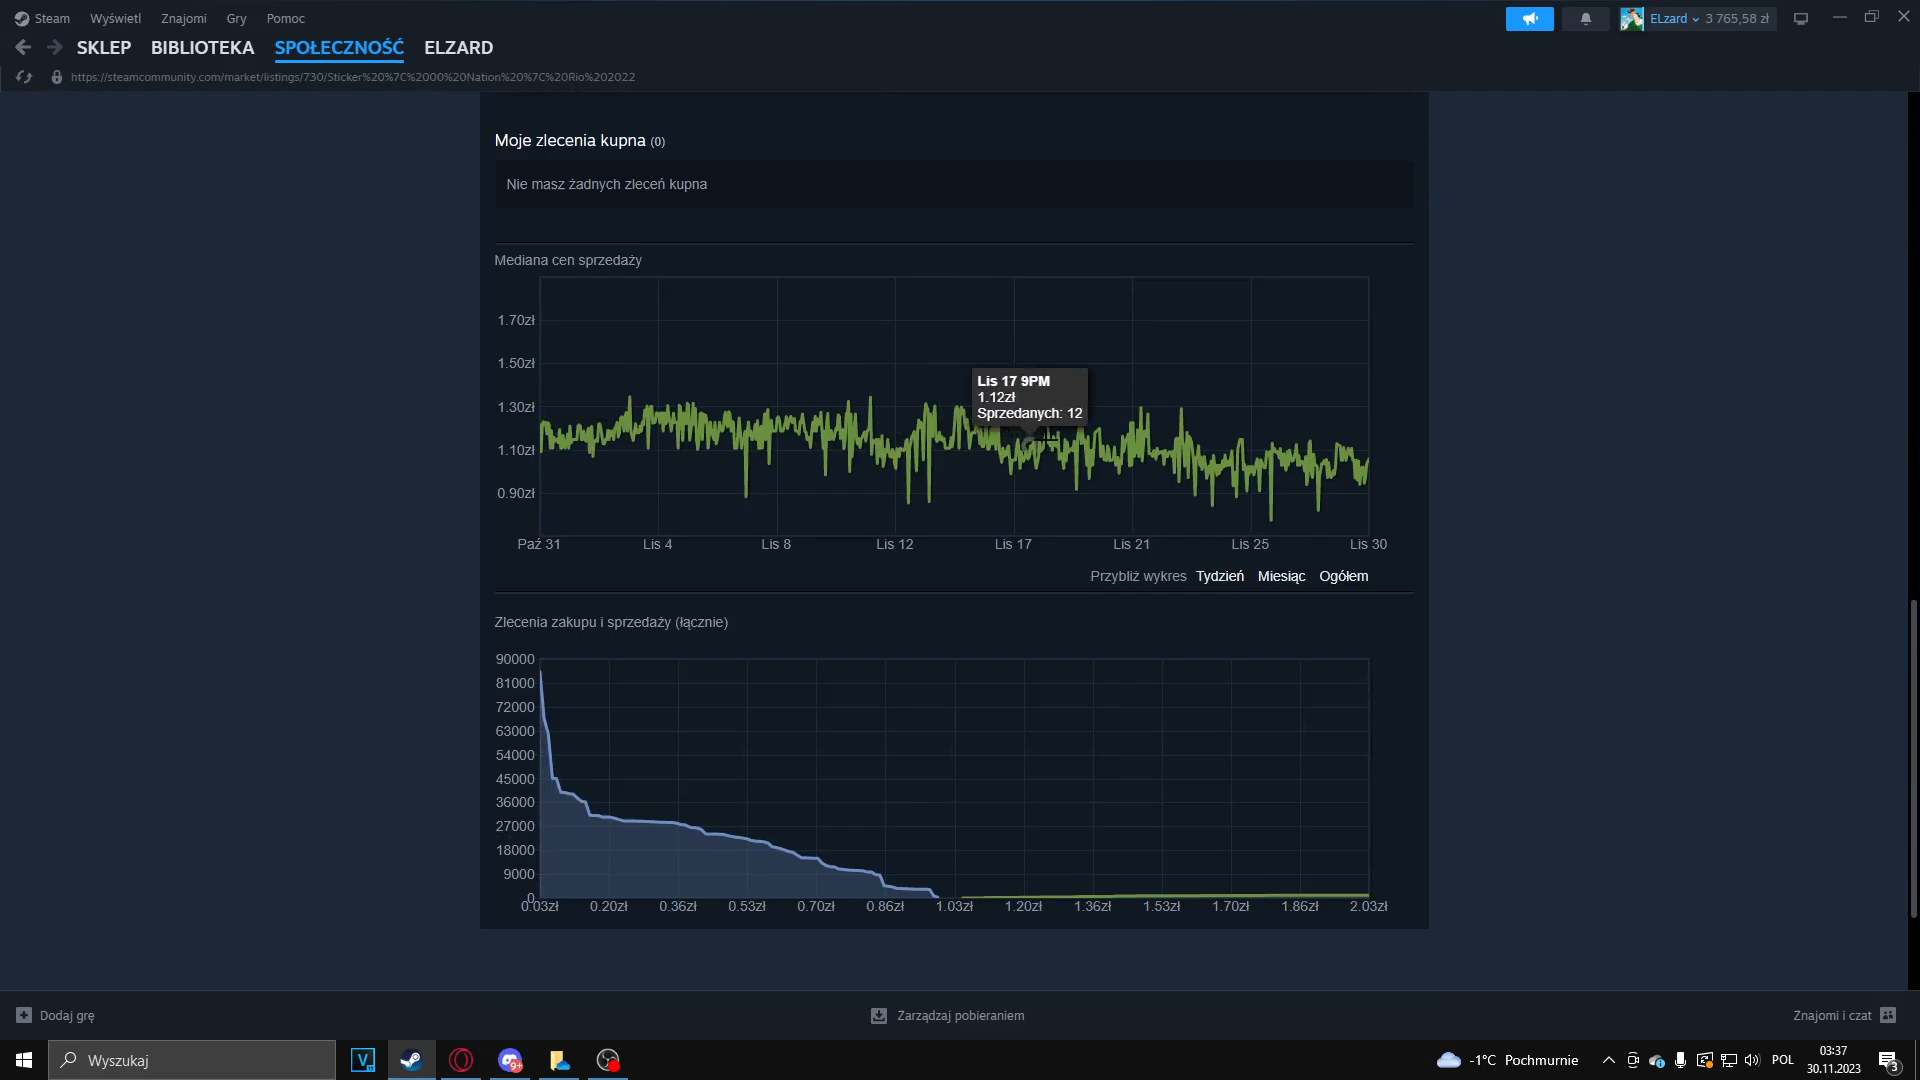 Steam Wyświetl Znajomi Gry Pomoc
ELzard 3 765,58 zł
SKLEP BIBLIOTEKA SPOŁECZNOŚĆ ELZARD
https://steamcommunity.com/market/listings/730/Sticker%20%7C%2000%20Nation%20%7C%20Rio%202022
Moje zlecenia kupna (0)
Nie masz żadnych zleceń kupna
Mediana cen sprzedaży
1.70zł
1.50zł
1.30zł
1.10zł
0.90zł
Lis 17 9PM
1.12zł
Sprzedanych: 12
Paź 31 Lis 4 Lis 8 Lis 12 Lis 17 Lis 21 Lis 25 Lis 30
Przybliż wykres Tydzień Miesiąc Ogółem
Zlecenia zakupu i sprzedaży (łącznie)
90000
81000
72000
63000
54000
45000
36000
27000
18000
9000
0
0.03zł 0.20zł 0.36zł 0.53zł 0.70zł 0.86zł 1.03zł 1.20zł 1.36zł 1.53zł 1.70zł 1.86zł 2.03zł
Dodaj grę
Zarządzaj pobieraniem
Znajomi i czat
Wyszukaj
V
9+
-1°C Pochmurnie
POL
03:37
30.11.2023
3